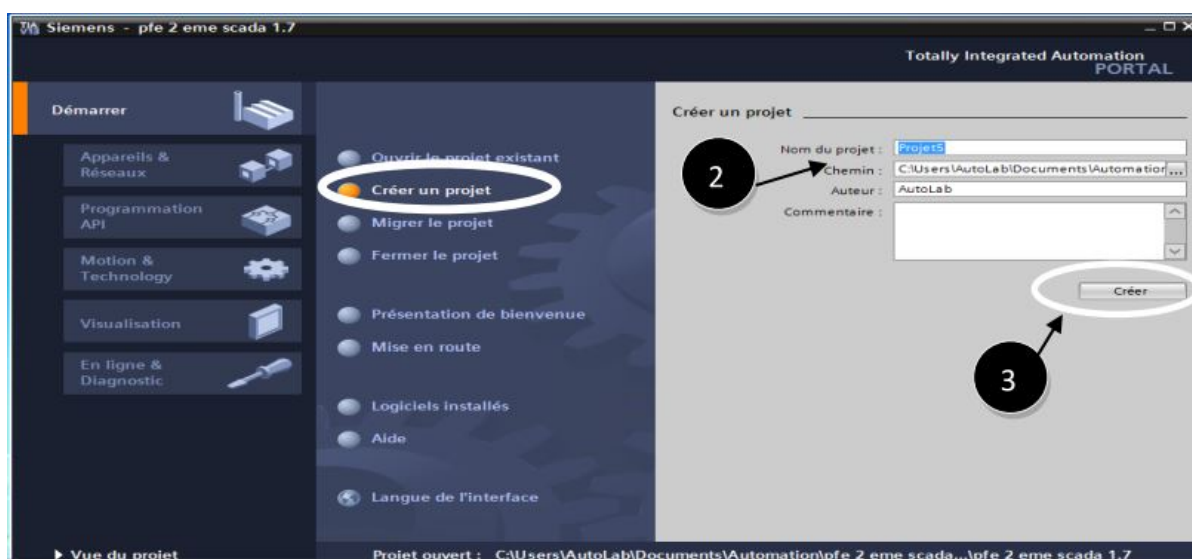 Siemens - pfe 2 eme scada 1.7
Totally Integrated Automation
PORTAL
Démarrer
Appareils &
Réseaux
Programmation
API
Motion &
Technology
Visualisation
En ligne &
Diagnostic
Vue du projet
Ouvrir le projet existant
Créer un projet
Migrer le projet
Fermer le projet
Présentation de bienvenue
Mise en route
Logiciels installés
Aide
Langue de l'interface
Créer un projet
Nom du projet : Projet5
Chemin : C:\Users\AutoLab\Documents\Automation ...
Auteur : AutoLab
Commentaire :
Créer
2
3
Projet ouvert : C:\Users\AutoLab\Documents\Automation\pfe 2 eme scada...\pfe 2 eme scada 1.7